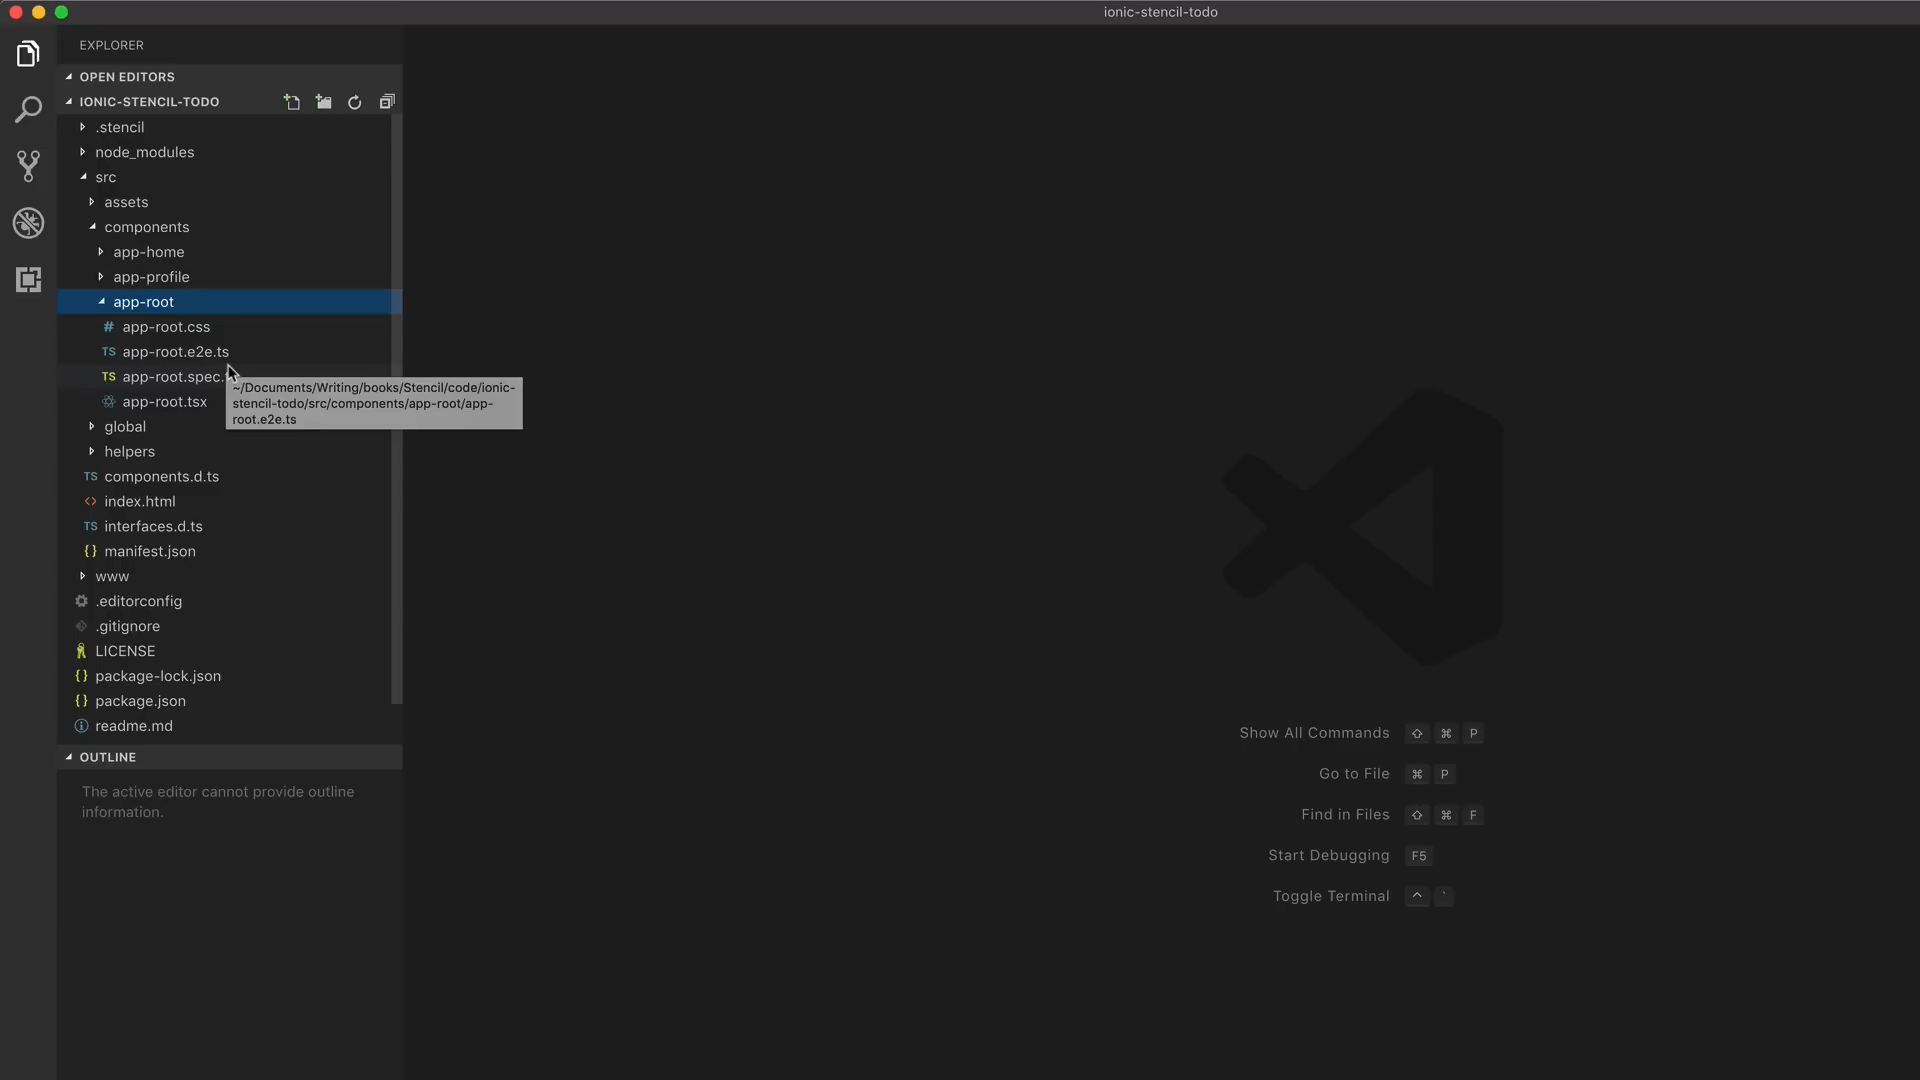 ionic-stencil-todo
EXPLORER
OPEN EDITORS
IONIC-STENCIL-TODO
.stencil
node_modules
src
assets
components
app-home
app-profile
app-root
# app-root.css
TS app-root.e2e.ts
TS app-root.spec.
~/Documents/Writing/books/Stencil/code/ionic-
stencil-todo/src/components/app-root/app-
root.e2e.ts
app-root.tsx
global
helpers
TS components.d.ts
<> index.html
TS interfaces.d.ts
{} manifest.json
www
.editorconfig
.gitignore
LICENSE
{} package-lock.json
{} package.json
readme.md
OUTLINE
The active editor cannot provide outline
information.
Show All Commands ⇧ ⌘ P
Go to File ⌘ P
Find in Files ⇧ ⌘ F
Start Debugging F5
Toggle Terminal ^ `